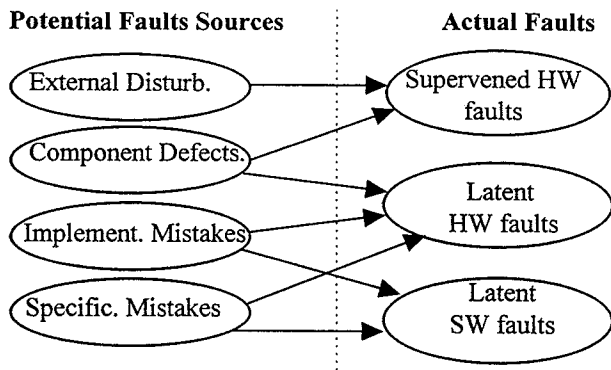 Potential Faults Sources
Actual Faults
External Disturb.
Component Defects.
Implement. Mistakes
Specific. Mistakes
Supervened HW
faults
Latent
HW faults
Latent
SW faults